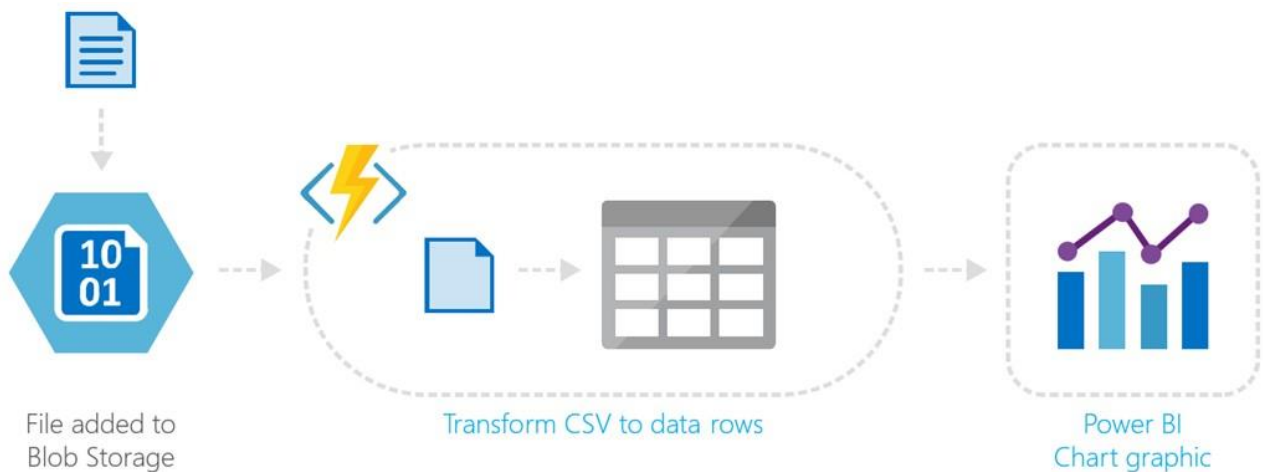 10
01
File added to
Blob Storage
Transform CSV to data rows
Power BI
Chart graphic